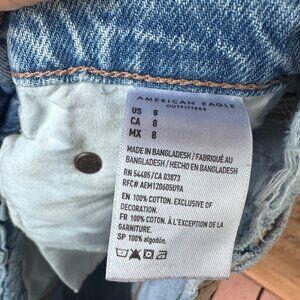 AMERICAN EAGLE
OUTFITTERS
US 8
CA 8
MX 8
MADE IN BANGLADESH / FABRIQUÉ AU
BANGLADESH / HECHO EN BANGLADESH
RN 54485/CA 03873
RFC# AEM120605U9A
EN 100% COTTON. EXCLUSIVE OF
DECORATION.
FR 100% COTON. À L'EXCEPTION DE LA
GARNITURE.
SP 100% algodón.